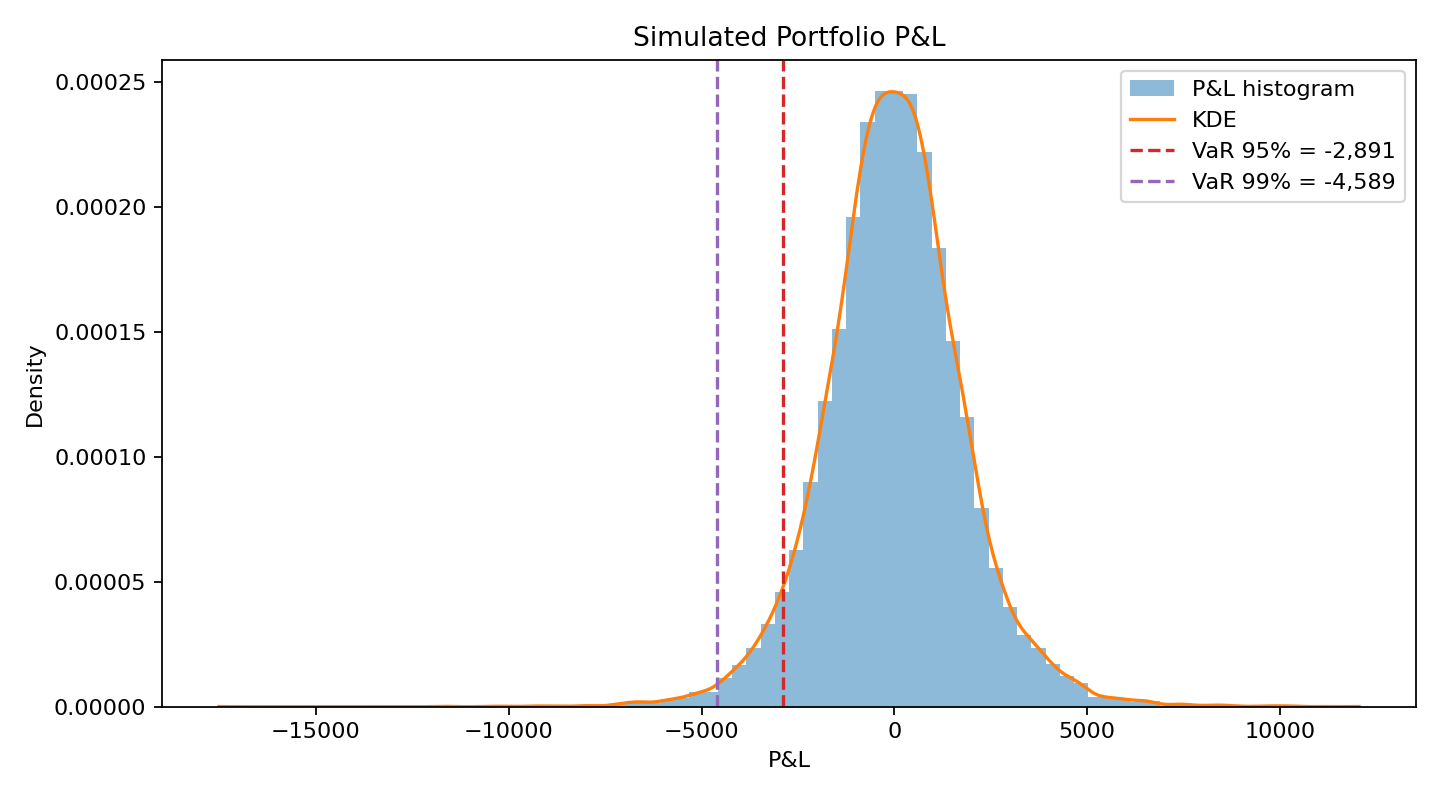 Simulated Portfolio P&L
P&L histogram
KDE
VaR 95% = -2,891
VaR 99% = -4,589
Density
0.00025
0.00020
0.00015
0.00010
0.00005
0.00000
−15000
−10000
−5000
0
5000
10000
P&L